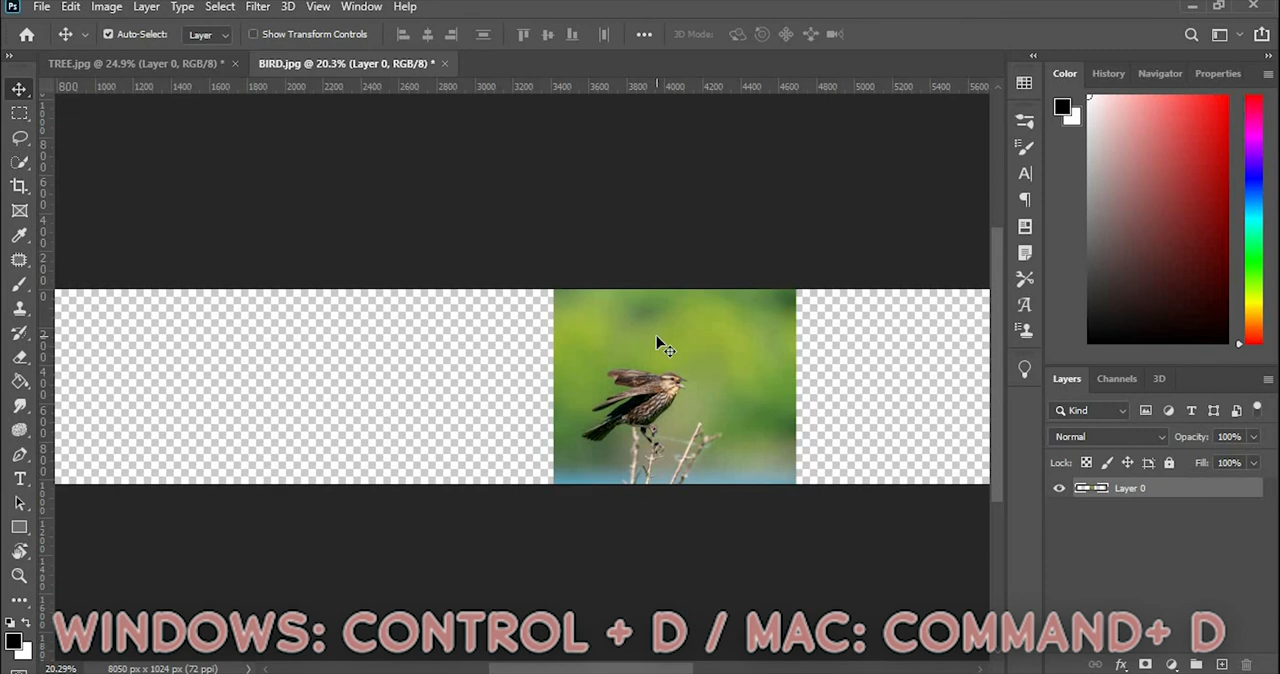 Ps File Edit Image Layer Type Select Filter 3D View Window Help
Auto-Select: Layer Show Transform Controls 3D Mode:
TREE.jpg @ 24.9% (Layer 0, RGB/8) * × BIRD.jpg @ 20.3% (Layer 0, RGB/8) * ×
800 1000 1200 1400 1600 1800 2000 2200 2400 2600 2800 3000 3200 3400 3600 3800 4000 4200 4400 4600 4800 5000 5200 5400 5600
Color History Navigator Properties
Layers Channels 3D
Kind
Normal Opacity: 100%
Lock: Fill: 100%
Layer 0
WINDOWS: CONTROL + D / MAC: COMMAND+ D
20.29% 8050 px x 1024 px (72 ppi)